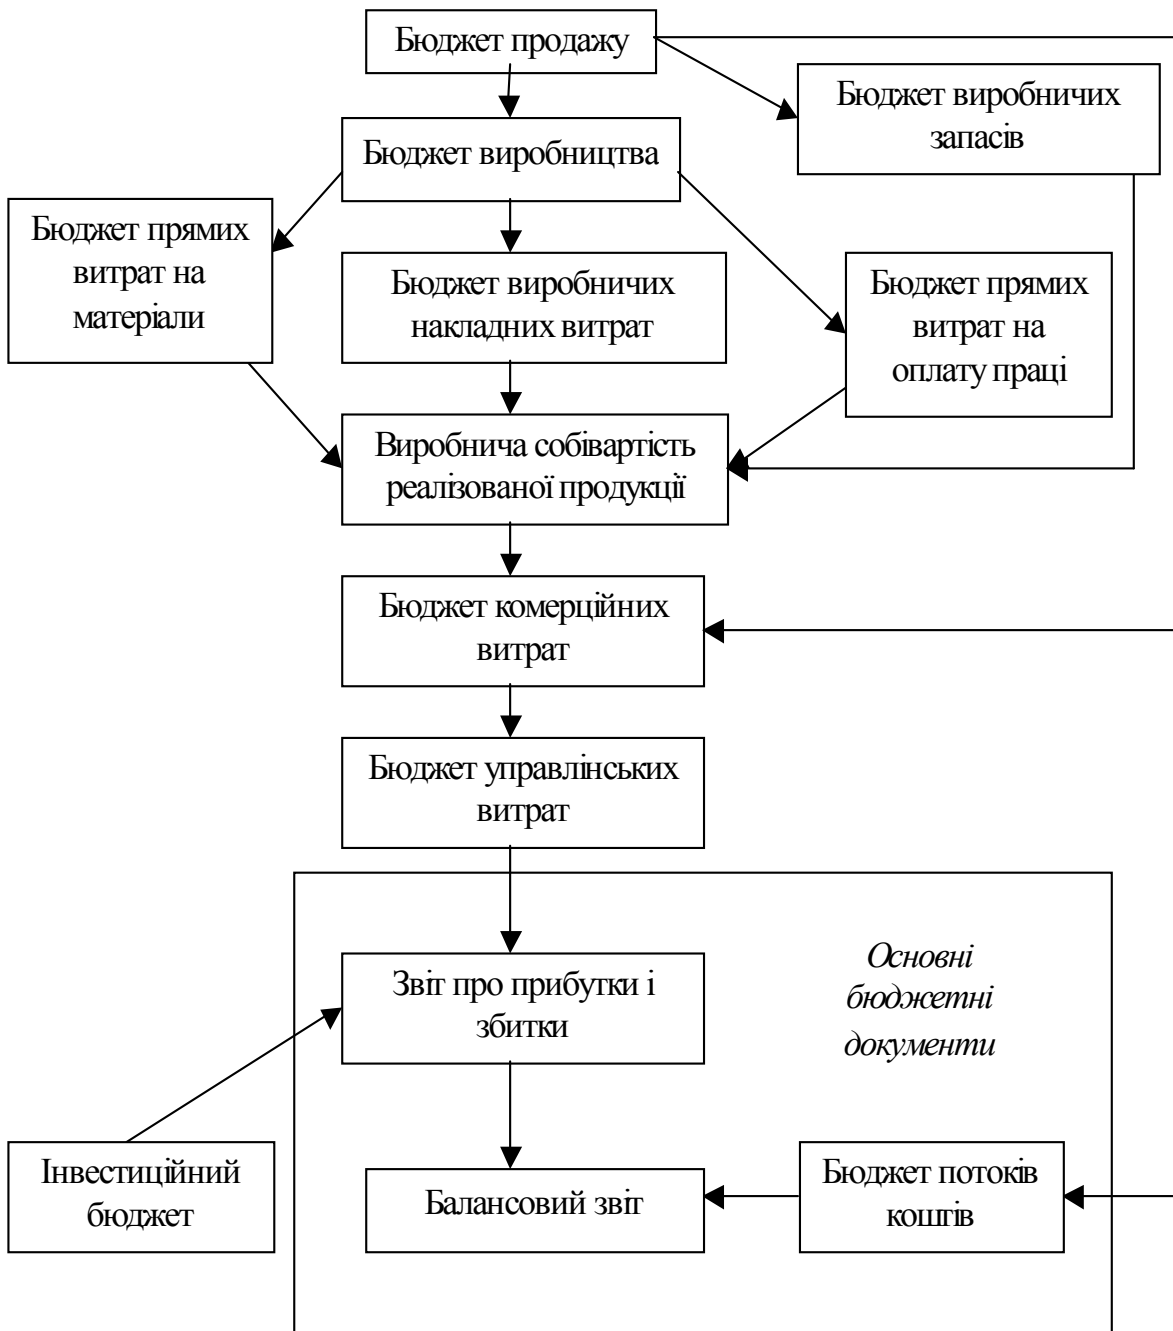 Бюджет продажу
Бюджет виробничих
запасів
Бюджет виробництва
Бюджет прямих
витрат на
матеріали
Бюджет виробничих
накладних витрат
Бюджет прямих
витрат на
оплату праці
Виробнича собівартість
реалізованої продукції
Бюджет комерційних
витрат
Бюджет управлінських
витрат
Основні
бюджетні
документи
Звіт про прибутки і
збитки
Інвестиційний
бюджет
Балансовий звіт
Бюджет потоків
коштів